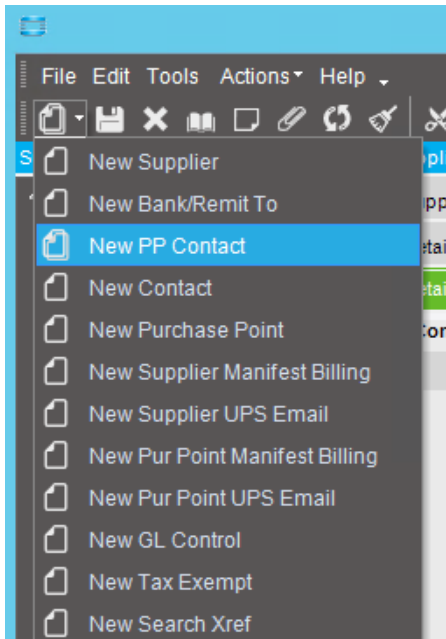 File Edit Tools Actions Help
New Supplier
New Bank/Remit To
New PP Contact
New Contact
New Purchase Point
New Supplier Manifest Billing
New Supplier UPS Email
New Pur Point Manifest Billing
New Pur Point UPS Email
New GL Control
New Tax Exempt
New Search Xref